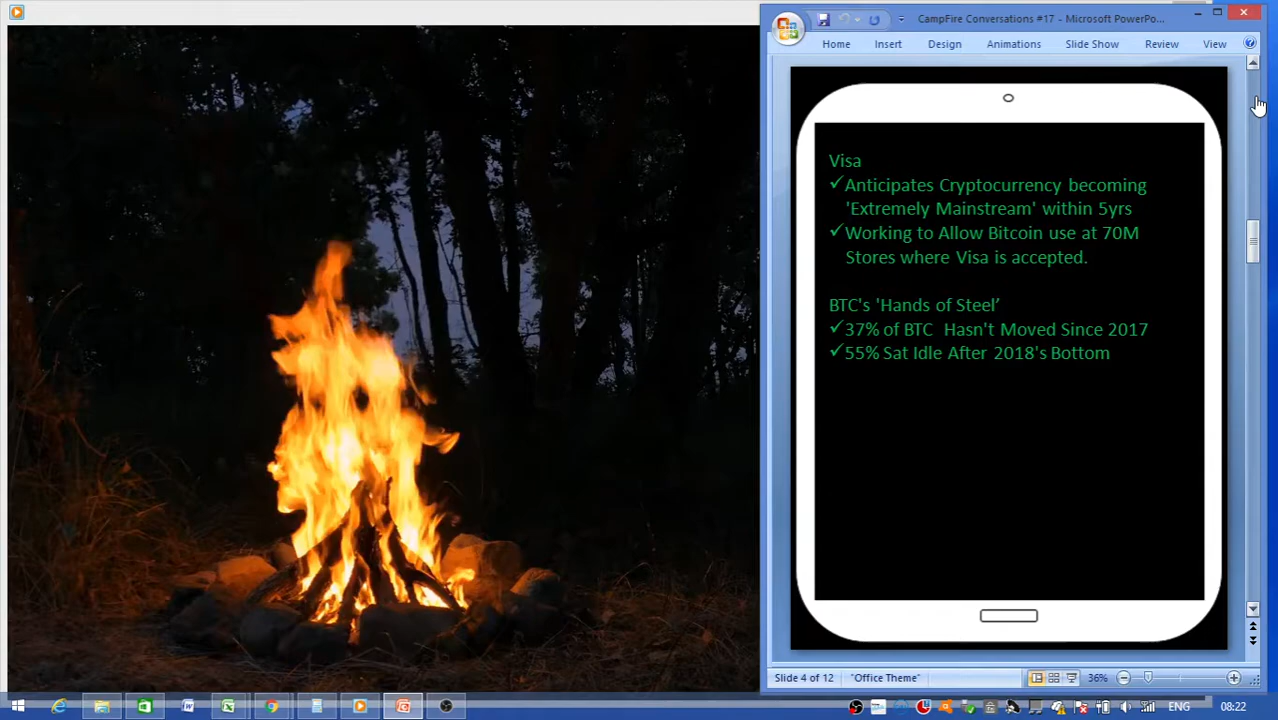 CampFire Conversations #17 - Microsoft PowerPo...
Home Insert Design Animations Slide Show Review View
Visa
✓Anticipates Cryptocurrency becoming
'Extremely Mainstream' within 5yrs
✓Working to Allow Bitcoin use at 70M
Stores where Visa is accepted.
BTC's 'Hands of Steel’
✓37% of BTC Hasn't Moved Since 2017
✓55% Sat Idle After 2018's Bottom
Slide 4 of 12 "Office Theme" 36%
ENG 08:22